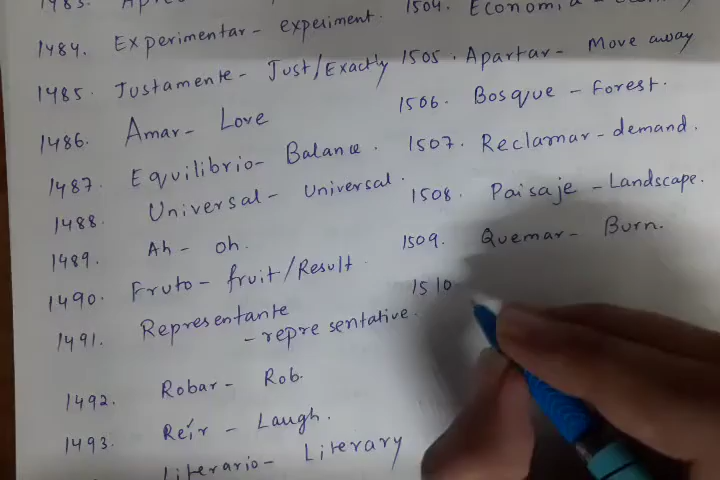 1483.
1484. Experimentar - experiment.
1485. Justamente - Just/Exactly
1486. Amar - Love
1487. Equilibrio - Balance.
1488. Universal - Universal.
1489. Ah - oh.
1490. Fruto - fruit/Result.
1491. Representante
- representative.
1492. Robar - Rob.
1493. Reír - Laugh.
Literario - Literary
1504. Economía -
1505. Apartar - Move away
1506. Bosque - Forest.
1507. Reclamar - demand.
1508. Paisaje - Landscape.
1509. Quemar - Burn.
1510